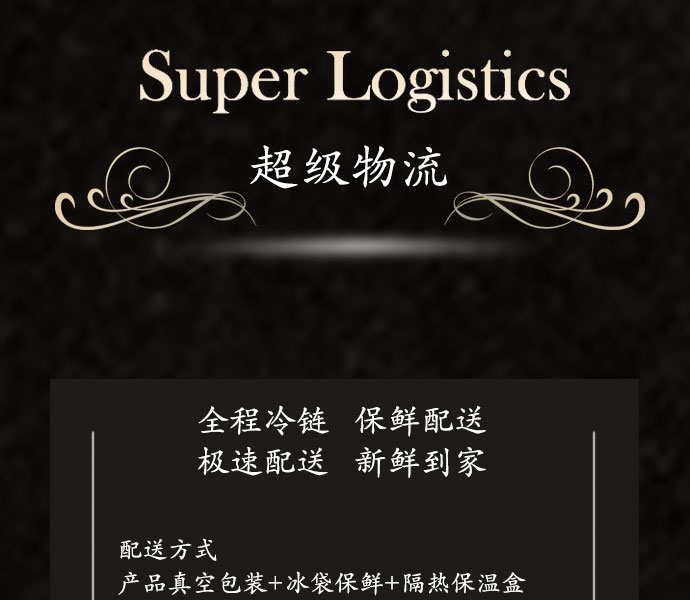 Super Logistics
超级物流
全程冷链 保鲜配送
极速配送 新鲜到家
配送方式
产品真空包装+冰袋保鲜+隔热保温盒